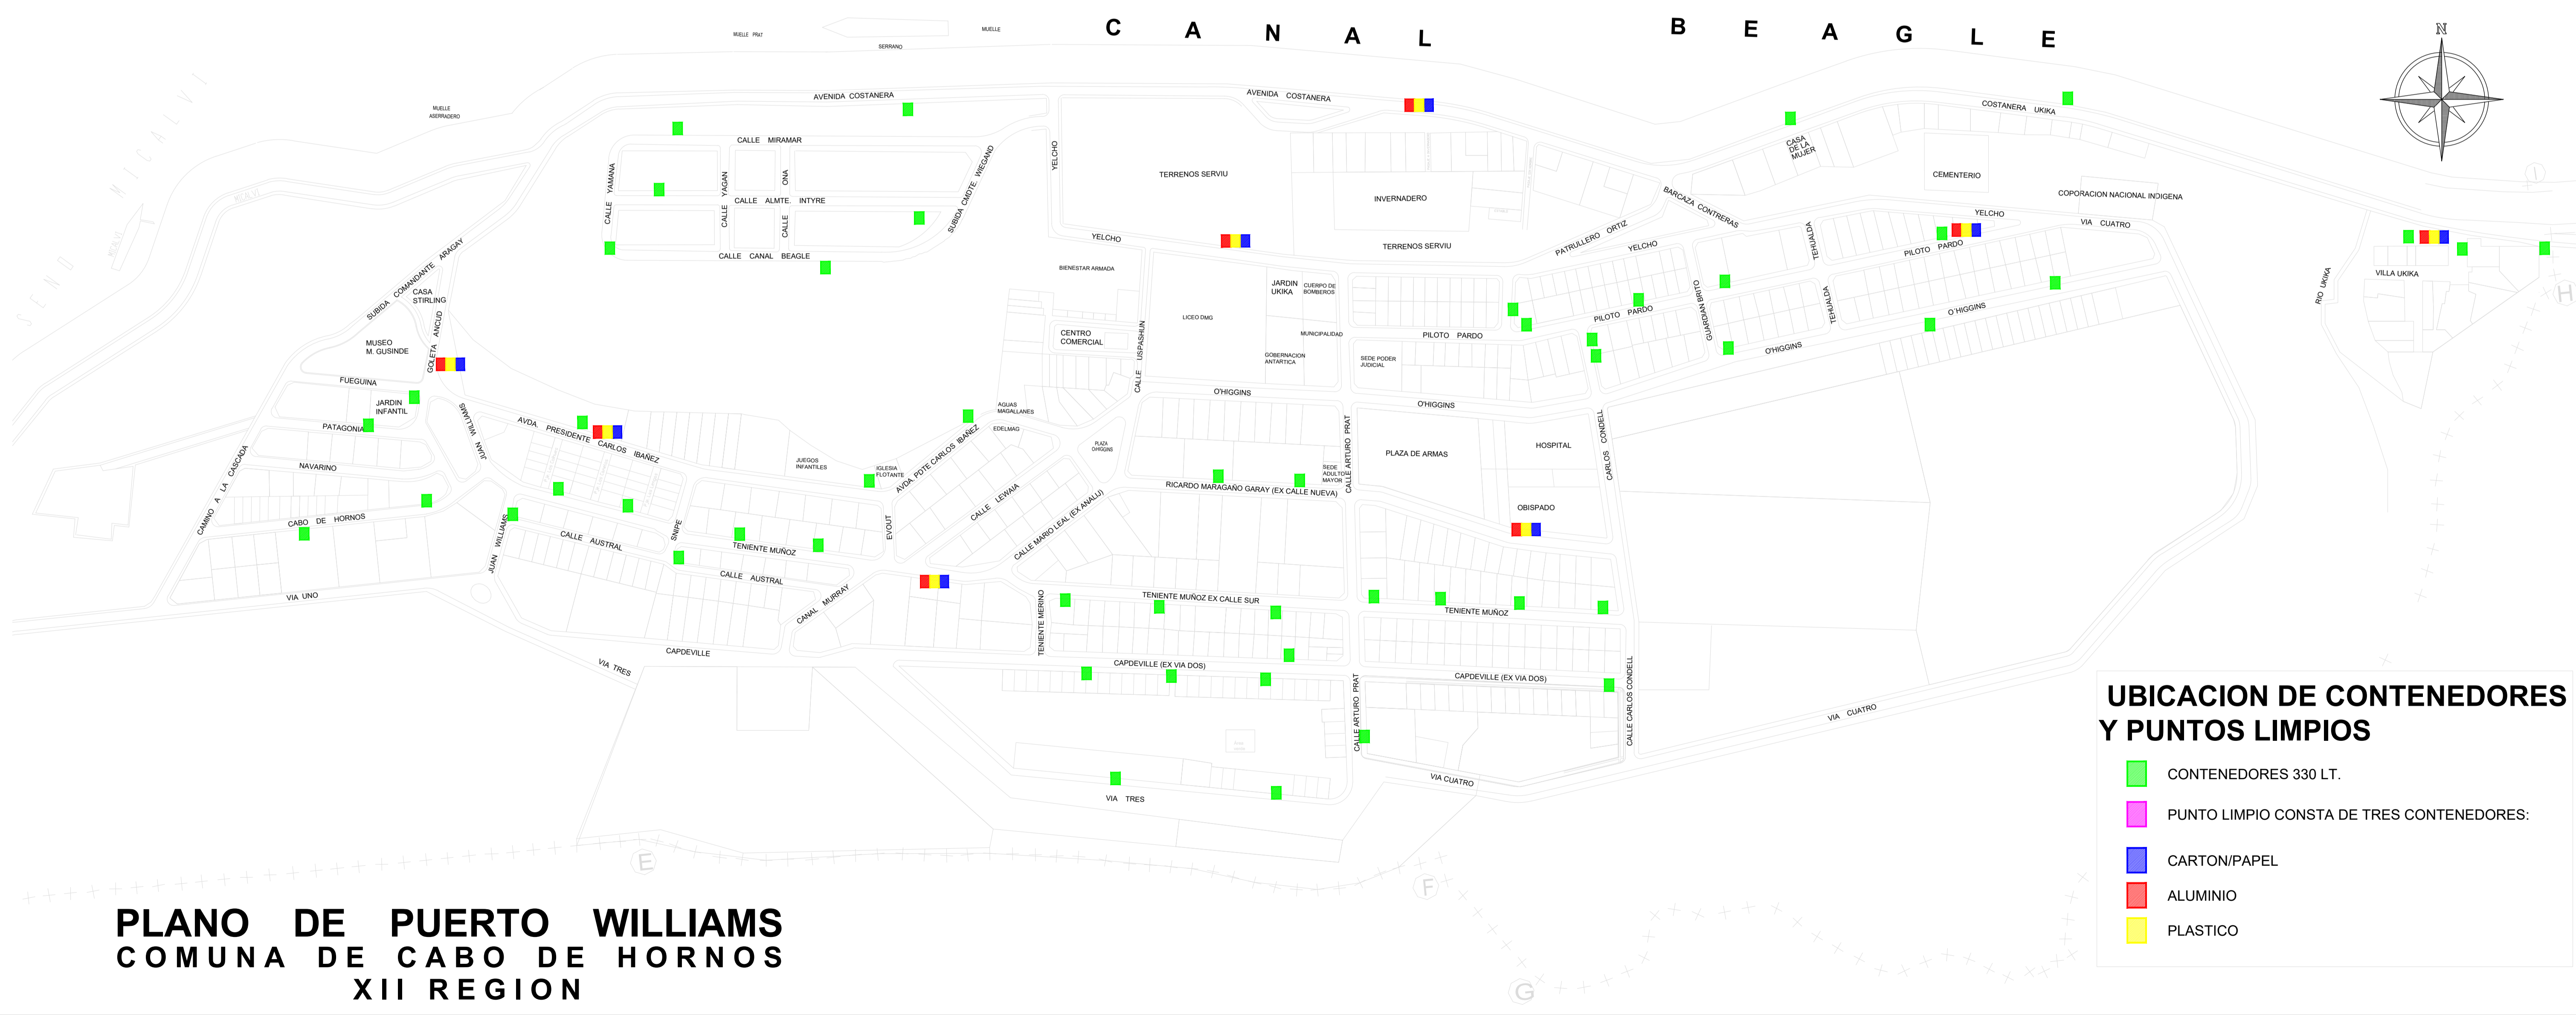 C A N A L B E A G L E
N
MUELLE PRAT
MUELLE
SERRANO
MUELLE
ASERRADERO
SENO MICALVI
MICALVI
MICALVI
AVENIDA COSTANERA
AVENIDA COSTANERA
COSTANERA UKIKA
CALLE MIRAMAR
CALLE YAMANA
CALLE YAGAN
CALLE ONA
CALLE ALMTE. INTYRE
CALLE CANAL BEAGLE
SUBIDA CMDTE. WIEGAND
YELCHO
YELCHO
TERRENOS SERVIU
INVERNADERO
TERRENOS SERVIU
PATRULLERO ORTIZ
BARCAZA CONTRERAS
CASA
DE LA
MUJER
CEMENTERIO
COPORACION NACIONAL INDIGENA
YELCHO
VIA CUATRO
YELCHO
TEHUALDA
PILOTO PARDO
RIO UKIKA
VILLA UKIKA
I
H
SUBIDA COMANDANTE ARAGAY
CASA
STIRLING
GOLETA ANCUD
MUSEO
M. GUSINDE
FUEGUINA
JARDIN
INFANTIL
PATAGONIA
NAVARINO
CAMINO A LA CASCADA
CABO DE HORNOS
VIA UNO
JUAN WILLIAMS
JUAN WILLIAMS
AVDA. PRESIDENTE CARLOS IBAÑEZ
CALLE AUSTRAL
SNIPE
TENIENTE MUÑOZ
CALLE AUSTRAL
JUEGOS
INFANTILES
IGLESIA
FLOTANTE
EVOUT
AVDA. PDTE CARLOS IBAÑEZ
CALLE LEWAIA
CALLE MARIO LEAL (EX ANALU)
CANAL MURRAY
CAPDEVILLE
VIA TRES
BIENESTAR ARMADA
CENTRO
COMERCIAL
AGUAS
MAGALLANES
EDELMAG
PLAZA
OHIGGINS
CALLE USPASHUN
LICEO DMG
JARDIN
UKIKA
CUERPO DE
BOMBEROS
MUNICIPALIDAD
GOBERNACION
ANTARTICA
SEDE PODER
JUDICIAL
PILOTO PARDO
PILOTO PARDO
GUARDIAN BRITO
TEHUALDA
O'HIGGINS
O'HIGGINS
O'HIGGINS
O'HIGGINS
SEDE
ADULTO
MAYOR
CALLE ARTURO PRAT
PLAZA DE ARMAS
HOSPITAL
CARLOS CONDELL
RICARDO MARAGAÑO GARAY (EX CALLE NUEVA)
OBISPADO
TENIENTE MERINO
TENIENTE MUÑOZ EX CALLE SUR
TENIENTE MUÑOZ
CAPDEVILLE (EX VIA DOS)
CAPDEVILLE (EX VIA DOS)
CALLE ARTURO PRAT
CALLE CARLOS CONDELL
VIA CUATRO
VIA CUATRO
VIA TRES
E
F
G
UBICACION DE CONTENEDORES
Y PUNTOS LIMPIOS
CONTENEDORES 330 LT.
PUNTO LIMPIO CONSTA DE TRES CONTENEDORES:
CARTON/PAPEL
ALUMINIO
PLASTICO
PLANO DE PUERTO WILLIAMS
COMUNA DE CABO DE HORNOS
XII REGION